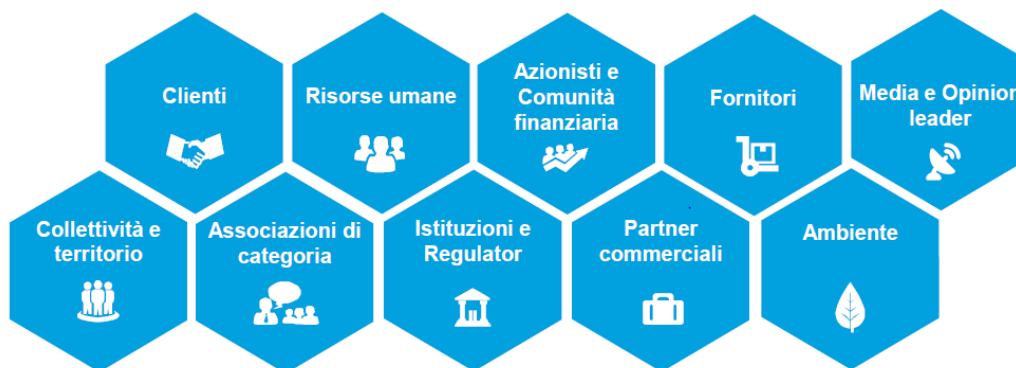 Clienti
Risorse umane
Azionisti e
Comunità
finanziaria
Fornitori
Media e Opinion
leader
Collettività e
territorio
Associazioni di
categoria
Istituzioni e
Regulator
Partner
commerciali
Ambiente